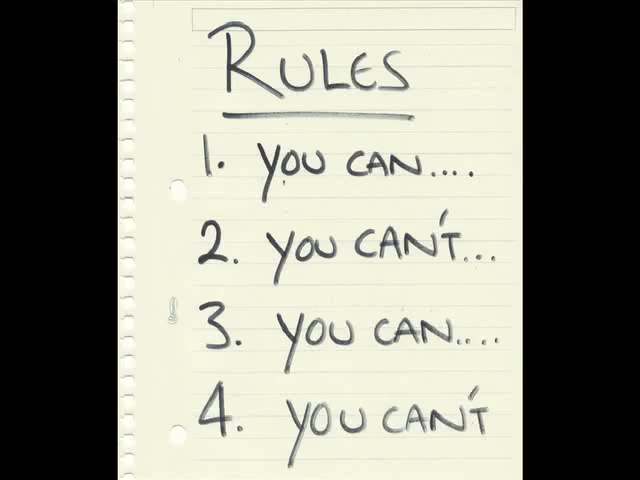 RULES
1. YOU CAN....
2. YOU CAN'T...
3. YOU CAN....
4. YOU CAN'T